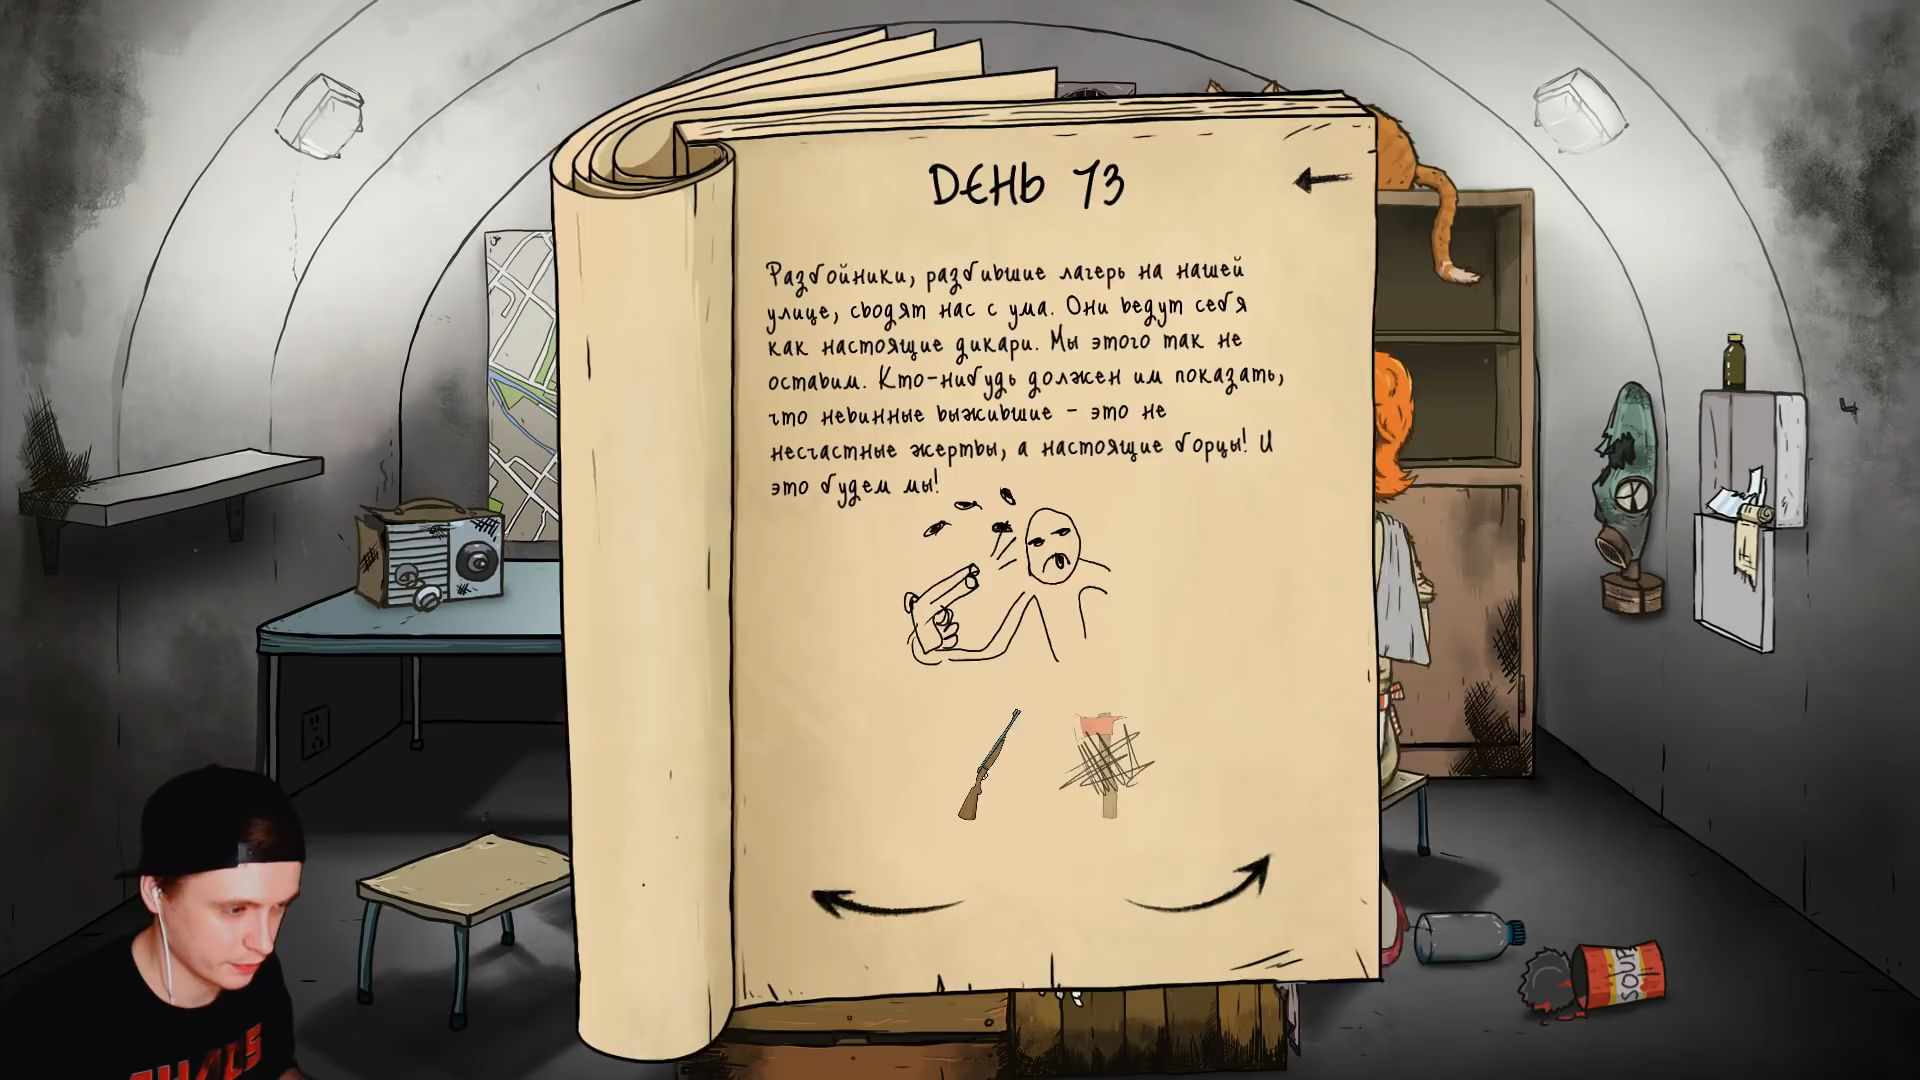 ДЕНЬ 73
Разбойники, разбившие лагерь на нашей
улице, сводят нас с ума. Они ведут себя
как настоящие дикари. Мы этого так не
оставим. Кто-нибудь должен им показать,
что невинные выжившие - это не
несчастные жертвы, а настоящие борцы! И
это будем мы!
SOUP